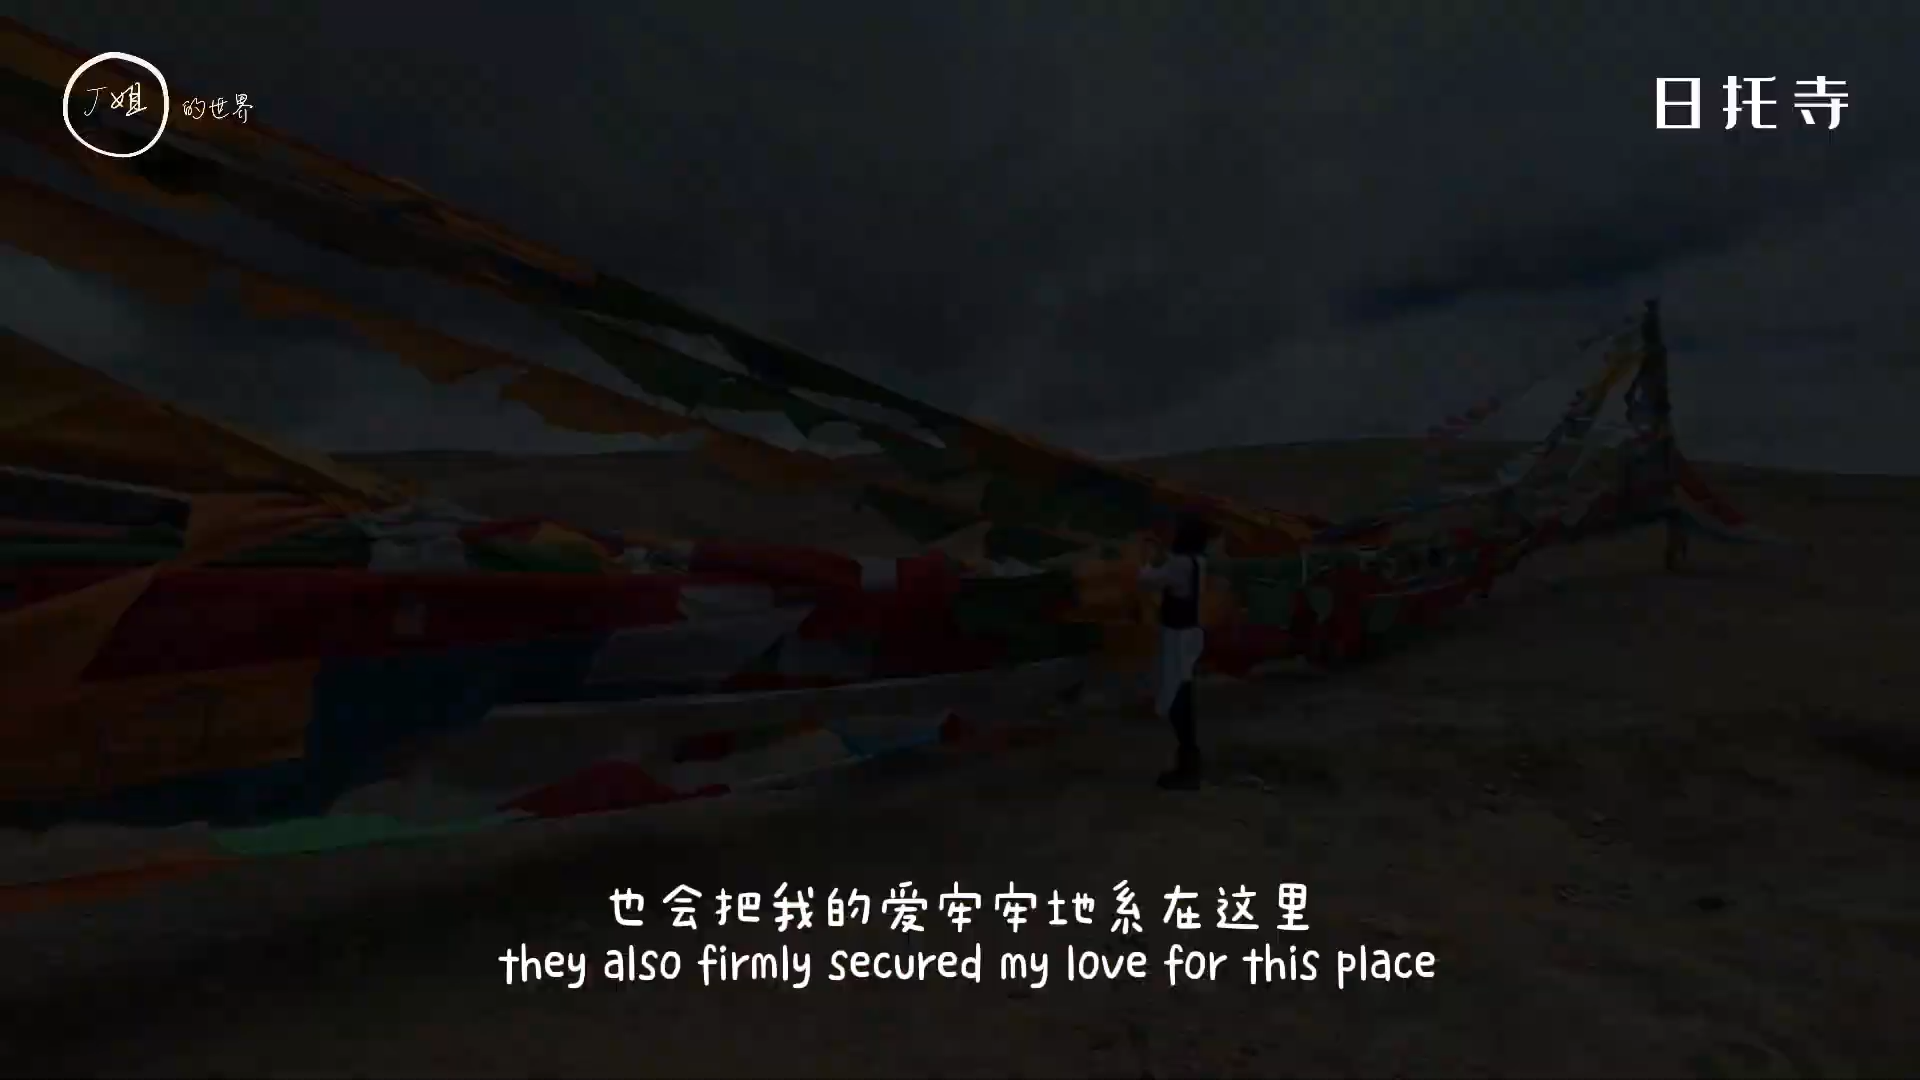 丁姐
的世界
日托寺
也会把我的爱牢牢地系在这里
they also firmly secured my love for this place